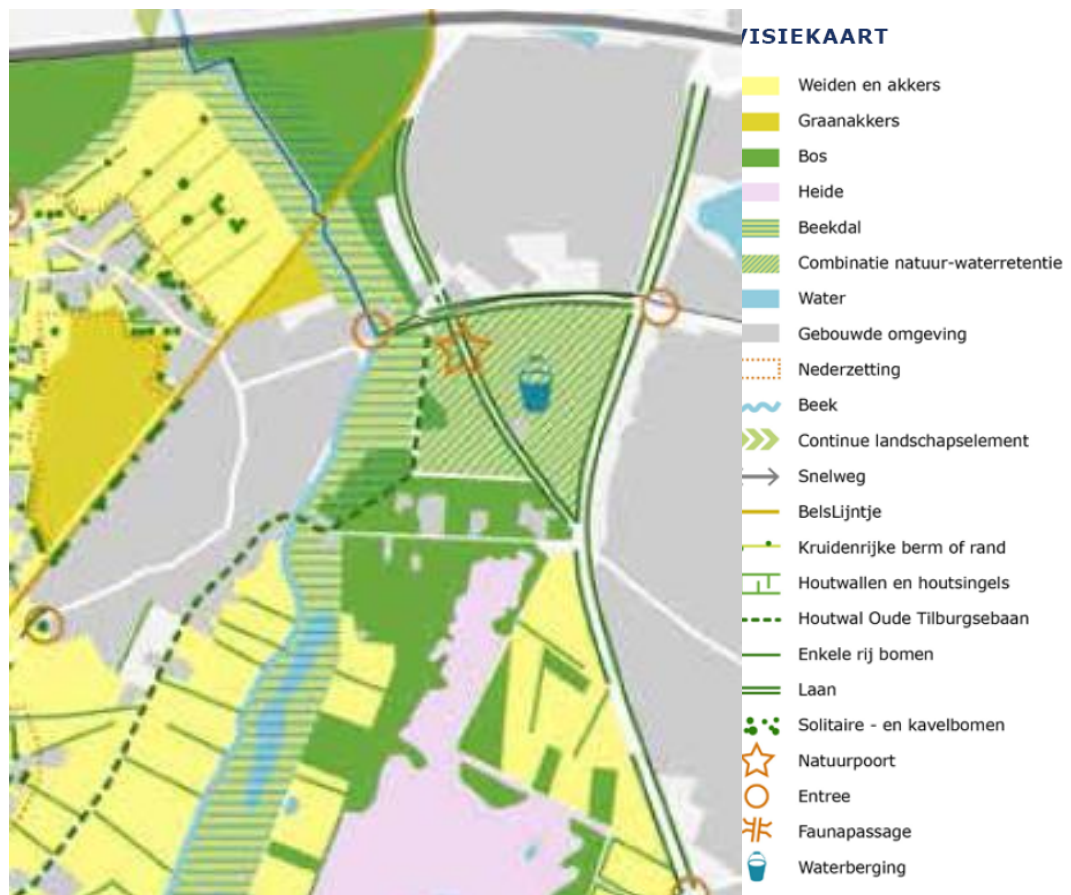 VISIEKAART
Weiden en akkers
Graanakkers
Bos
Heide
Beekdal
Combinatie natuur-waterretentie
Water
Gebouwde omgeving
Nederzetting
Beek
Continue landschapselement
Snelweg
BelsLijntje
Kruidenrijke berm of rand
Houtwallen en houtsingels
Houtwal Oude Tilburgsebaan
Enkele rij bomen
Laan
Solitaire - en kavelbomen
Natuurpoort
Entree
Faunapassage
Waterberging